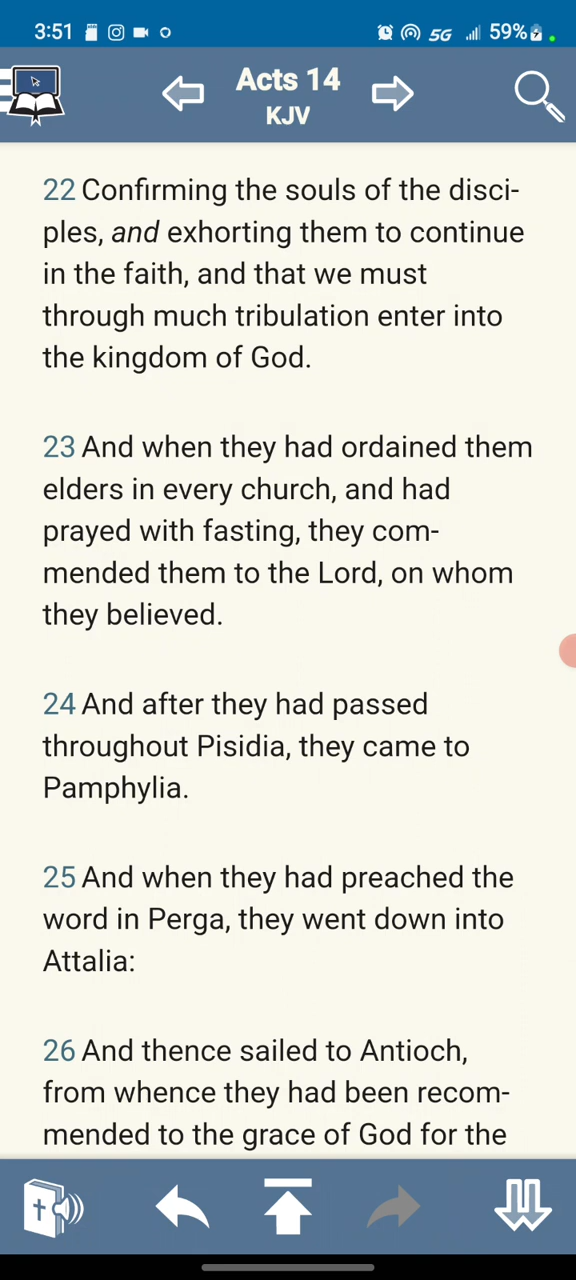 3:51 5G 59%
Acts 14
KJV
22 Confirming the souls of the disci-
ples, and exhorting them to continue
in the faith, and that we must
through much tribulation enter into
the kingdom of God.
23 And when they had ordained them
elders in every church, and had
prayed with fasting, they com-
mended them to the Lord, on whom
they believed.
24 And after they had passed
throughout Pisidia, they came to
Pamphylia.
25 And when they had preached the
word in Perga, they went down into
Attalia:
26 And thence sailed to Antioch,
from whence they had been recom-
mended to the grace of God for the